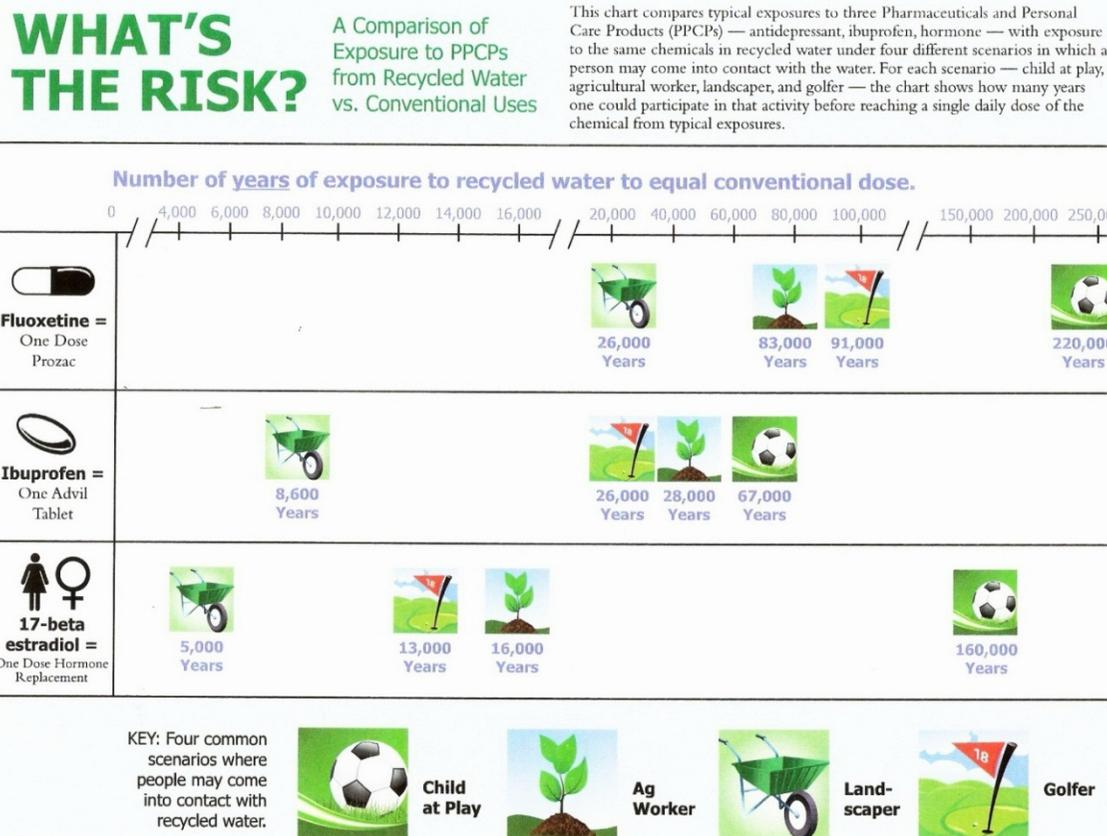 WHAT'S
THE RISK?
A Comparison of
Exposure to PPCPs
from Recycled Water
vs. Conventional Uses
This chart compares typical exposures to three Pharmaceuticals and Personal
Care Products (PPCPs) — antidepressant, ibuprofen, hormone — with exposure
to the same chemicals in recycled water under four different scenarios in which a
person may come into contact with the water. For each scenario — child at play,
agricultural worker, landscaper, and golfer — the chart shows how many years
one could participate in that activity before reaching a single daily dose of the
chemical from typical exposures.
Number of years of exposure to recycled water to equal conventional dose.
0 4,000 6,000 8,000 10,000 12,000 14,000 16,000 20,000 40,000 60,000 80,000 100,000 150,000 200,000
Fluoxetine =
One Dose
Prozac
18
26,000
Years
83,000
Years
91,000
Years
Years
Ibuprofen =
One Advil
Tablet
18
8,600
Years
26,000
Years
28,000
Years
67,000
Years
17-beta
estradiol =
One Dose Hormone
Replacement
18
5,000
Years
13,000
Years
16,000
Years
160,000
Years
KEY: Four common
scenarios where
people may come
into contact with
recycled water.
Child
at Play
Ag
Worker
Land-
scaper
18
Golfer